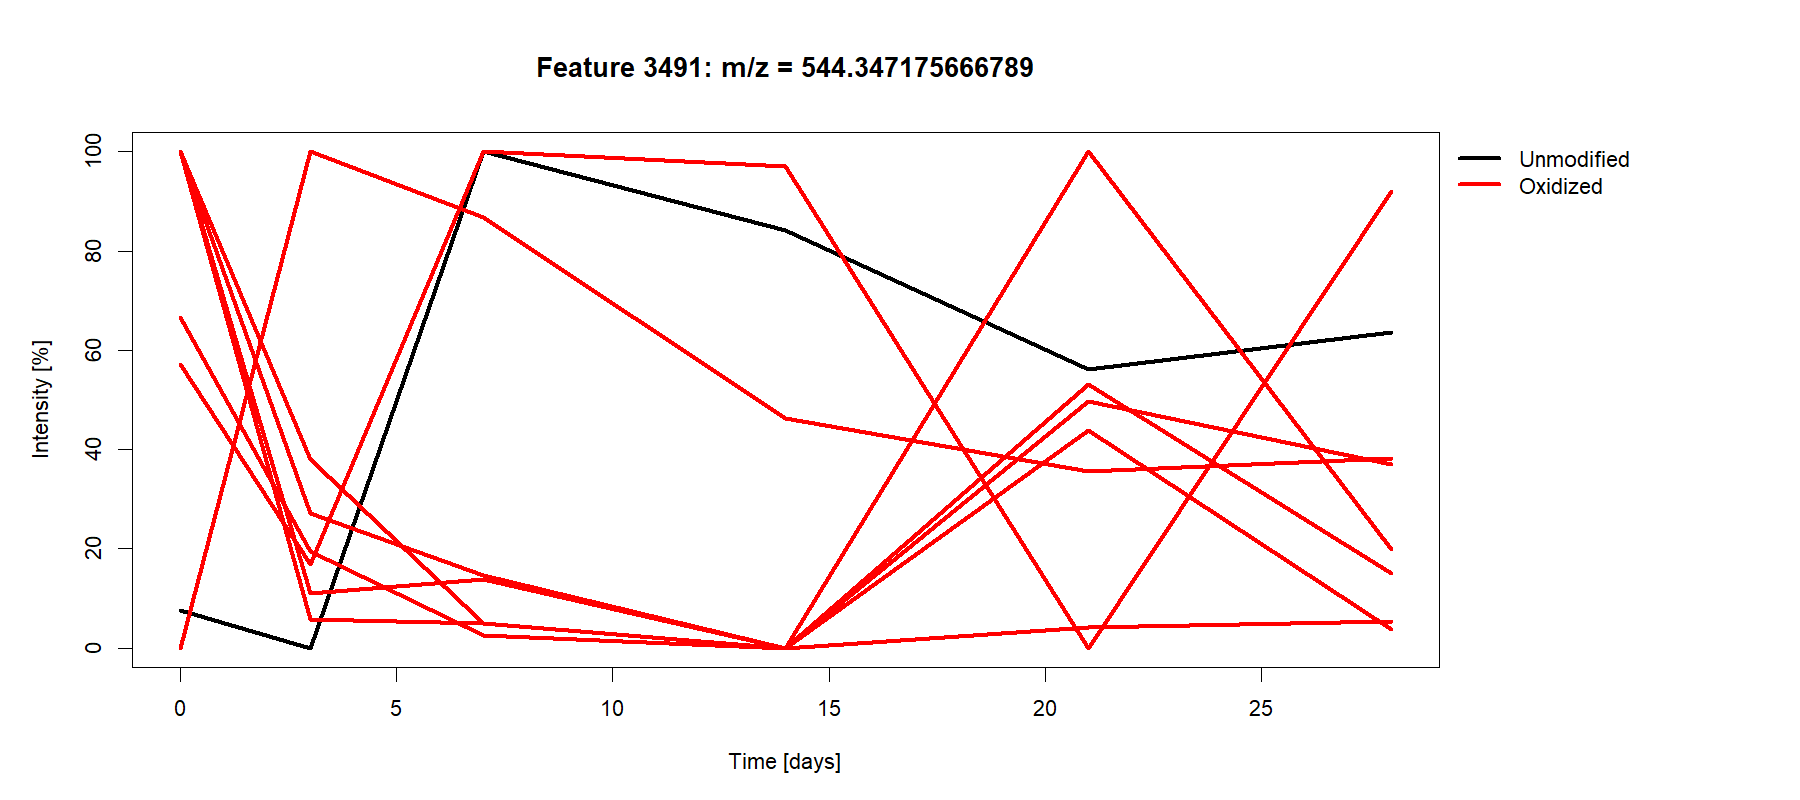 Feature 3491: m/z = 544.347175666789
Unmodified
Oxidized
Intensity [%]
100
80
60
40
20
0
0 5 10 15 20 25
Time [days]